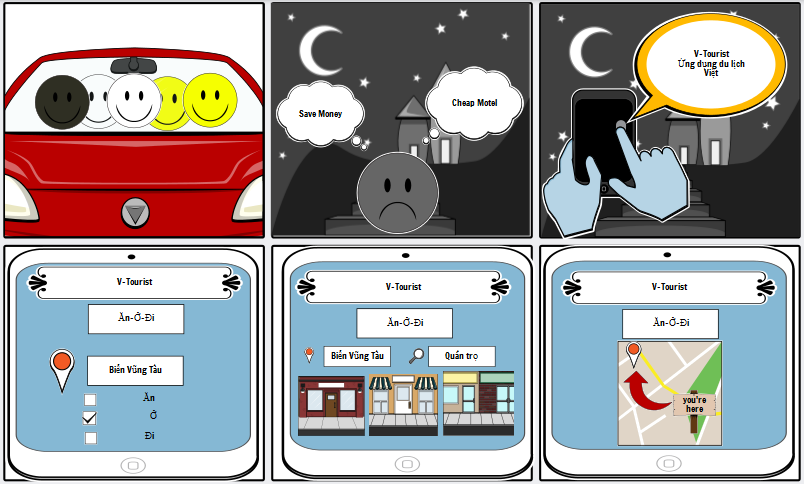 Save Money
Cheap Motel
V-Tourist
Ứng dụng du lịch
Việt
V-Tourist
Ăn-Ở-Đi
Biển Vũng Tàu
Ăn
Ở
Đi
V-Tourist
Ăn-Ở-Đi
Biển Vũng Tàu
Quán trọ
V-Tourist
Ăn-Ở-Đi
you're
here